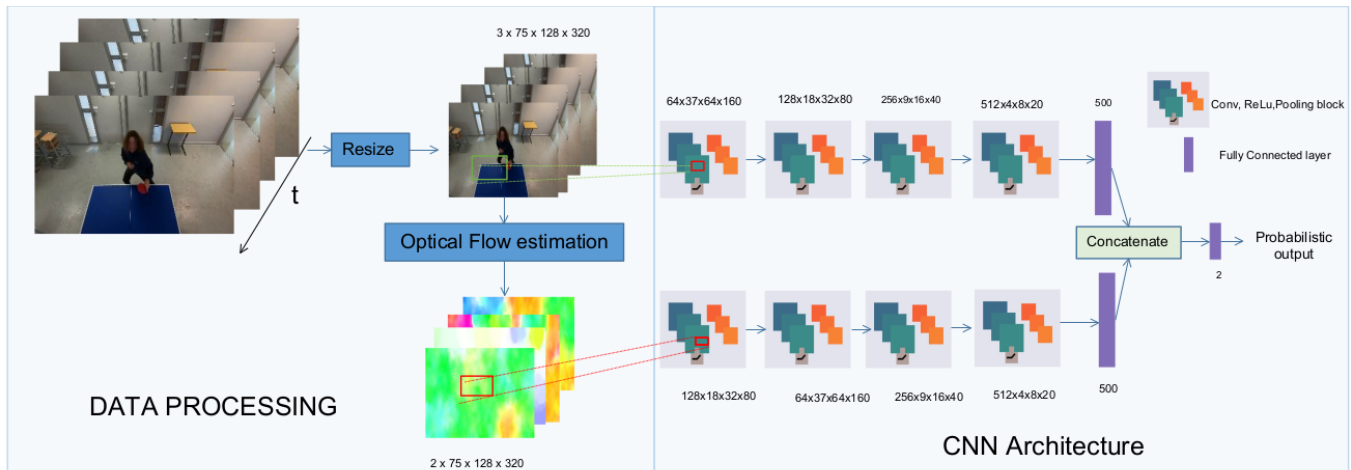 3 x 75 x 128 x 320
Resize
t
Optical Flow estimation
DATA PROCESSING
2 x 75 x 128 x 320
64x37x64x160
128x18x32x80
256x9x16x40
512x4x8x20
500
Conv, ReLu,Pooling block
Fully Connected layer
Concatenate
2
Probabilistic
output
128x18x32x80
64x37x64x160
256x9x16x40
512x4x8x20
500
CNN Architecture